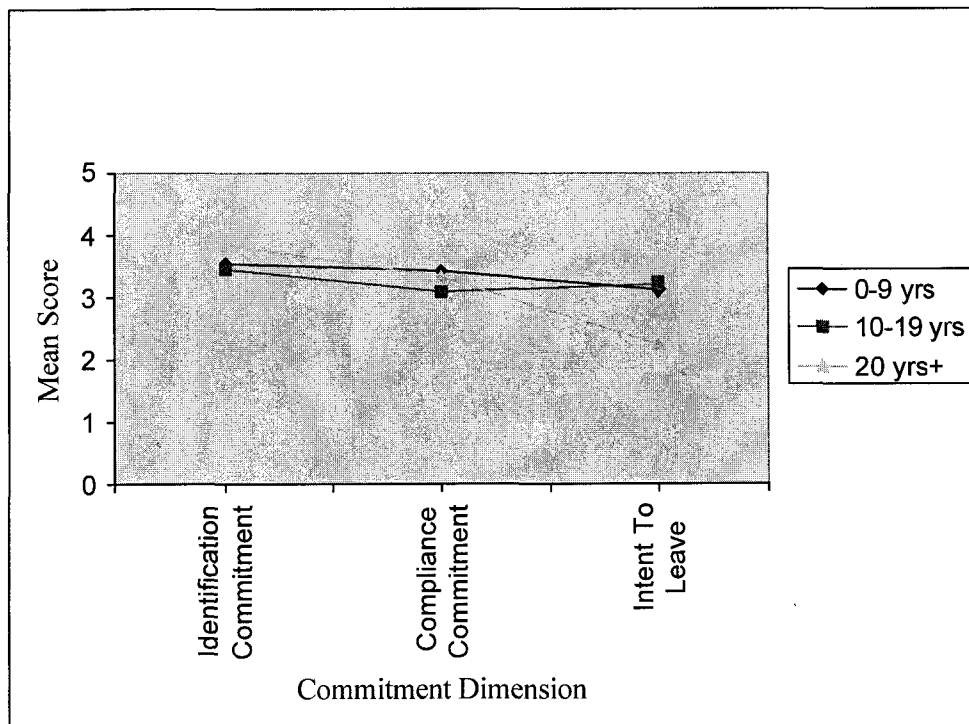 5
4
3
2
1
0
Mean Score
Identification
Commitment
Compliance
Commitment
Intent To
Leave
Commitment Dimension
0-9 yrs
10-19 yrs
20 yrs+